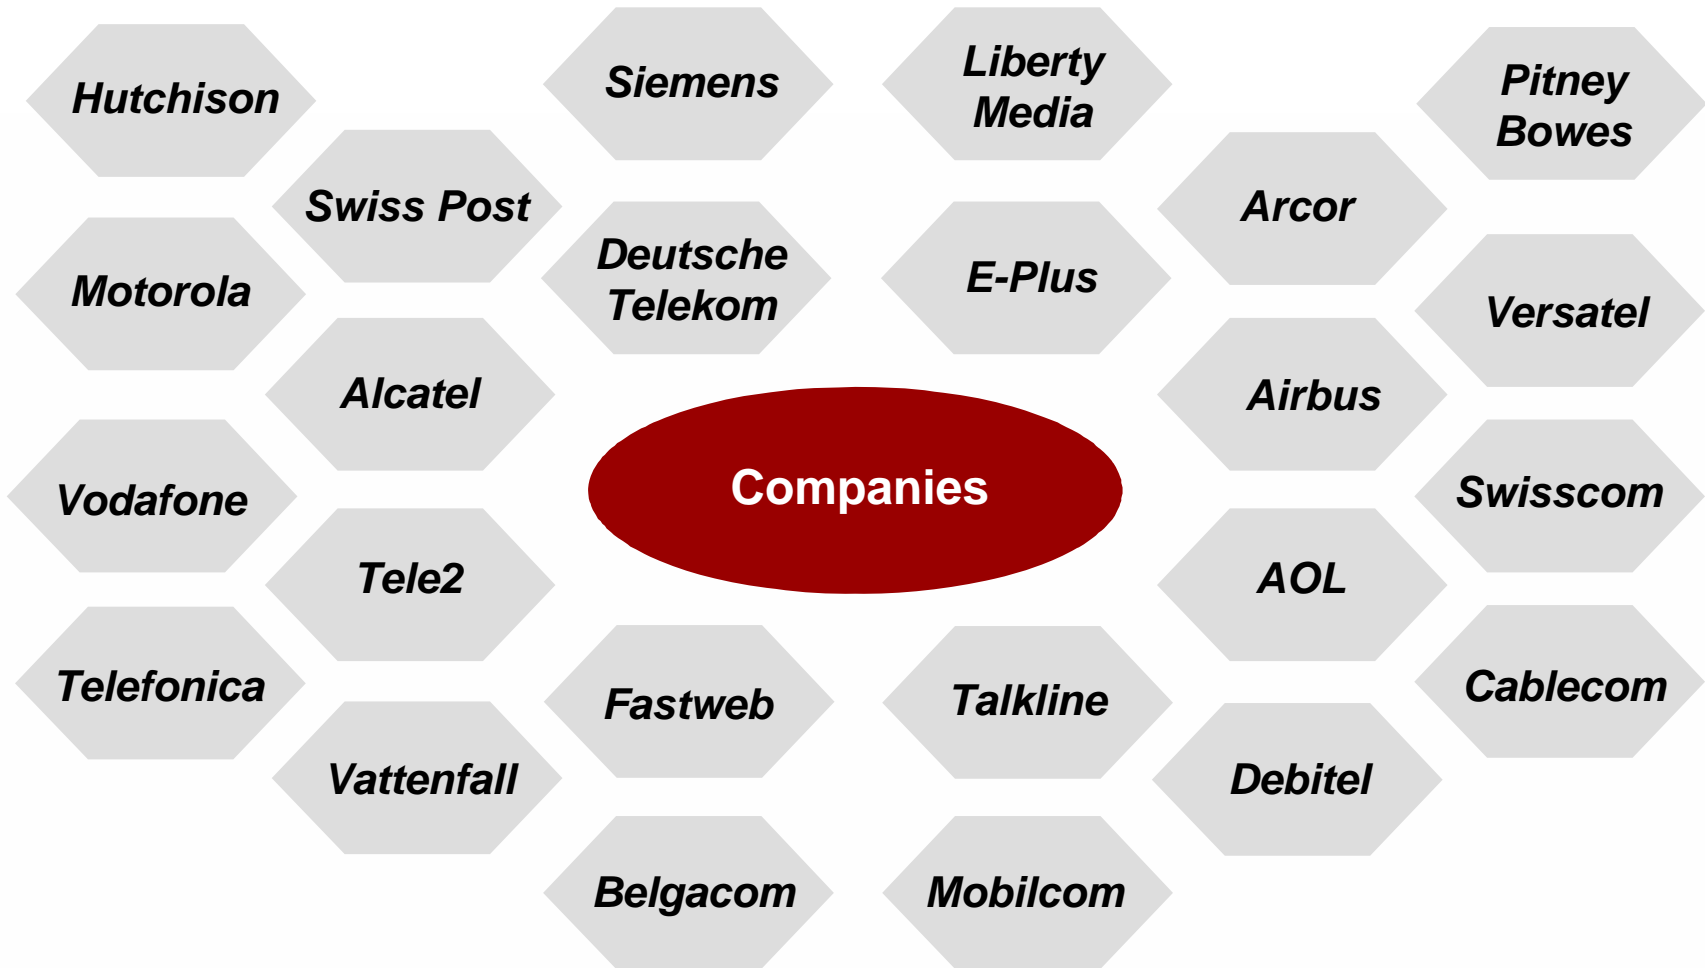 Hutchison
Siemens
Liberty
Media
Pitney
Bowes
Swiss Post
Arcor
Motorola
Deutsche
Telekom
E-Plus
Versatel
Alcatel
Airbus
Vodafone
Companies
Swisscom
Tele2
AOL
Telefonica
Fastweb
Talkline
Cablecom
Vattenfall
Debitel
Belgacom
Mobilcom